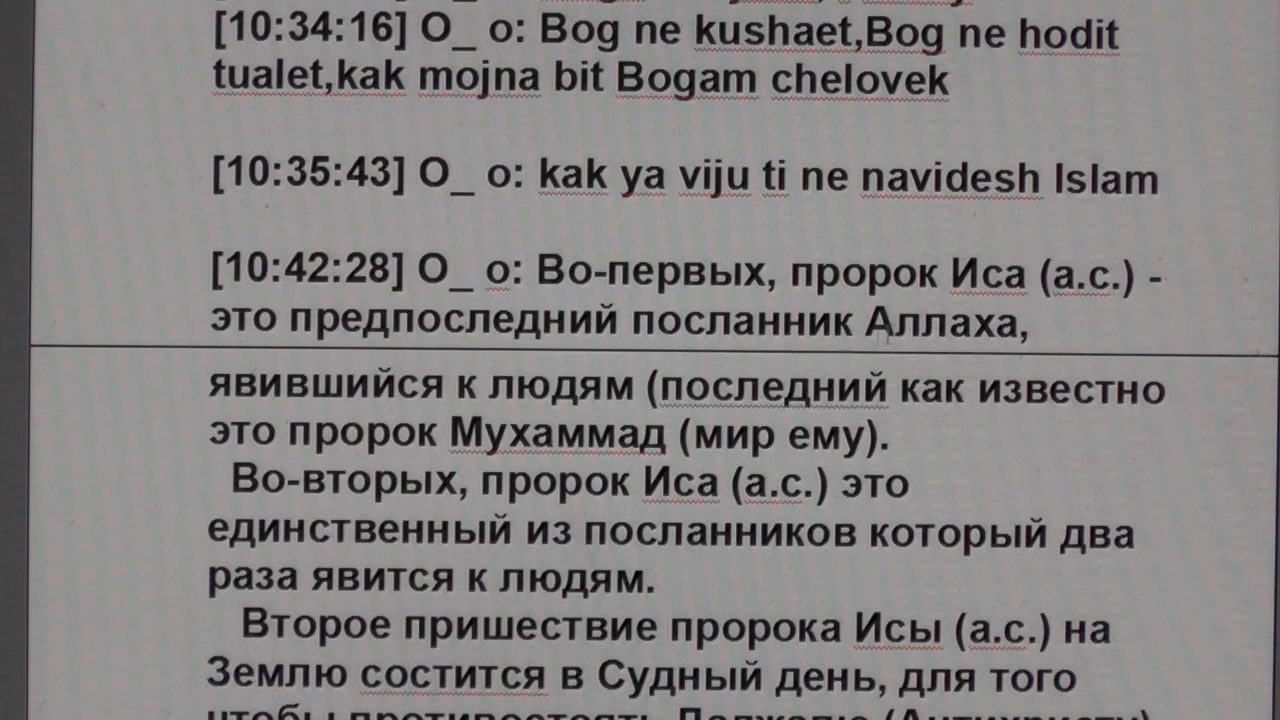 [10:34:16] O_ o: Bog ne kushaet,Bog ne hodit
tualet,kak mojna bit Bogam chelovek
[10:35:43] O_ o: kak ya viju ti ne navidesh Islam
[10:42:28] O_ o: Во-первых, пророк Иса (а.с.) -
это предпоследний посланник Аллаха,
явившийся к людям (последний как известно
это пророк Мухаммад (мир ему).
Во-вторых, пророк Иса (а.с.) это
единственный из посланников который два
раза явится к людям.
Второе пришествие пророка Исы (а.с.) на
Землю состится в Судный день, для того
чтобы противостоять (Антихристу)